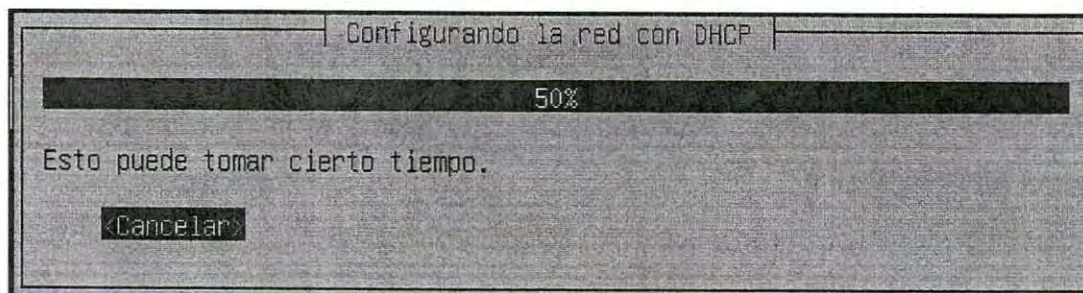 Configurando la red con DHCP
50%
Esto puede tomar cierto tiempo.
<Cancelar>